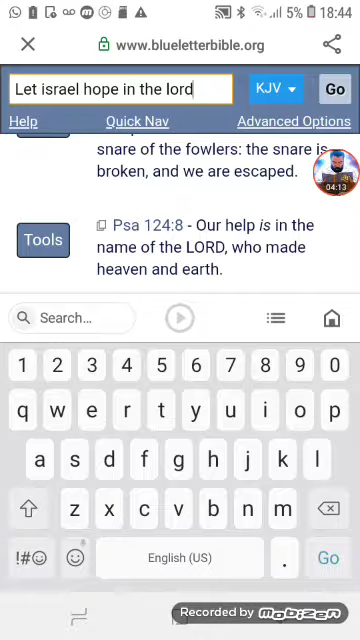 5% 18:44
www.blueletterbible.org
Let israel hope in the lord KJV Go
Help Quick Nav Advanced Options
snare of the fowlers: the snare is
broken, and we are escaped.
04:13
Tools
Psa 124:8 - Our help is in the
name of the LORD, who made
heaven and earth.
Search...
1 2 3 4 5 6 7 8 9 0
q w e r t y u i o p
a s d f g h j k l
z x c v b n m
!#☺ English (US) . Go
Recorded by mobizen